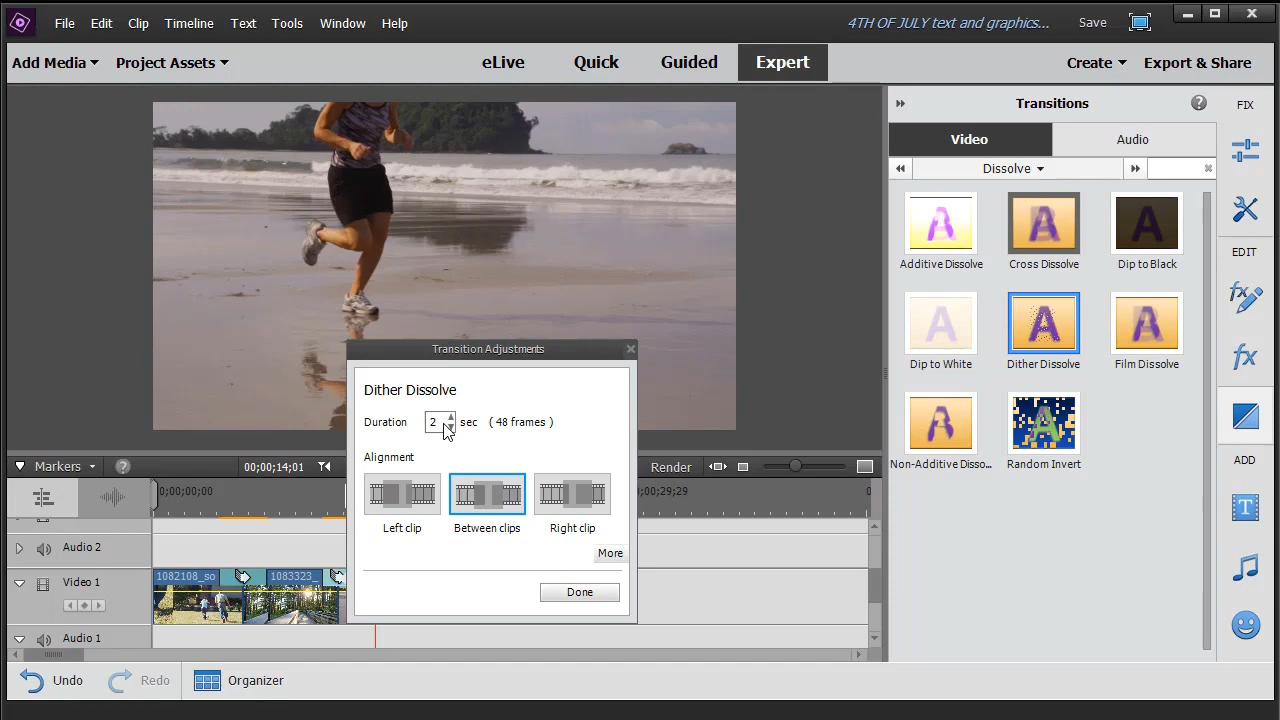 File Edit Clip Timeline Text Tools Window Help
4TH OF JULY text and graphics... Save
Add Media Project Assets
eLive Quick Guided Expert
Create Export & Share
Transitions
FIX
Video Audio
Dissolve
Additive Dissolve Cross Dissolve Dip to Black
EDIT
Dip to White Dither Dissolve Film Dissolve
Non-Additive Disso... Random Invert
ADD
Transition Adjustments
Dither Dissolve
Duration 2 sec ( 48 frames )
Alignment
Left clip Between clips Right clip
More
Done
Markers 00;00;14;01 Render
;00;00;00;00 0;00;29;29 0
Audio 2
Video 1 1082108_so 1083323_
Audio 1
Undo Redo Organizer